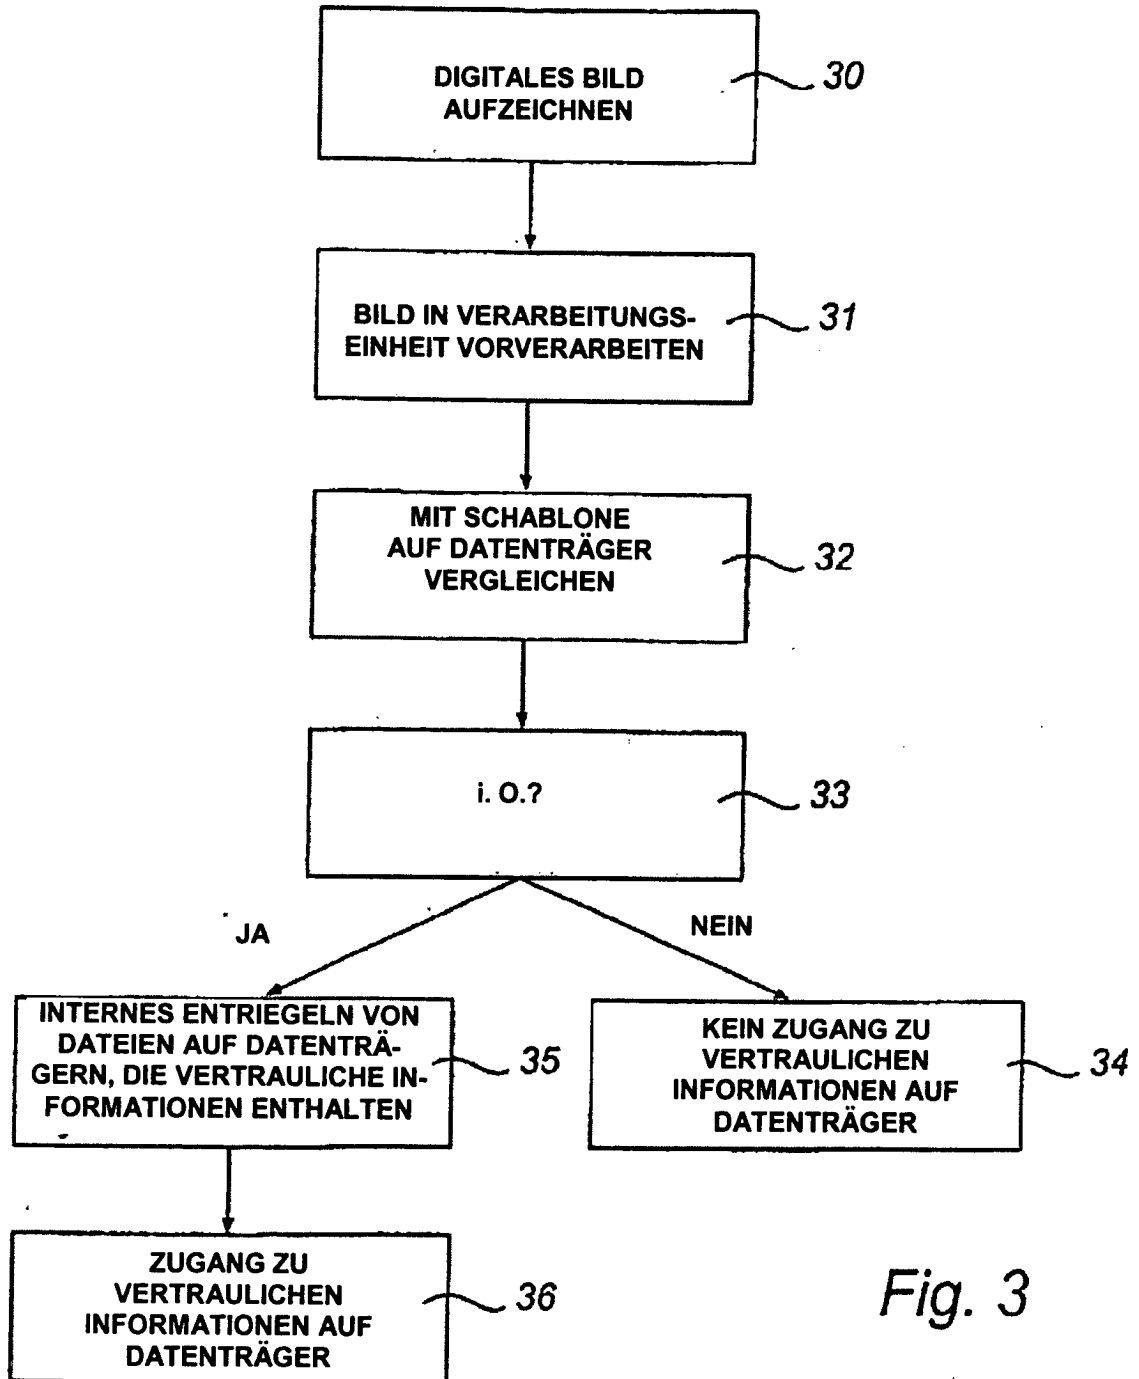 DIGITALES BILD
AUFZEICHNEN
30
BILD IN VERARBEITUNGS-
EINHEIT VORVERARBEITEN
31
MIT SCHABLONE
AUF DATENTRÄGER
VERGLEICHEN
32
i. O.?
33
JA
NEIN
INTERNES ENTRIEGELN VON
DATEIEN AUF DATENTRÄ-
GERN, DIE VERTRAULICHE IN-
FORMATIONEN ENTHALTEN
35
KEIN ZUGANG ZU
VERTRAULICHEN
INFORMATIONEN AUF
DATENTRÄGER
34
ZUGANG ZU
VERTRAULICHEN
INFORMATIONEN AUF
DATENTRÄGER
36
Fig. 3